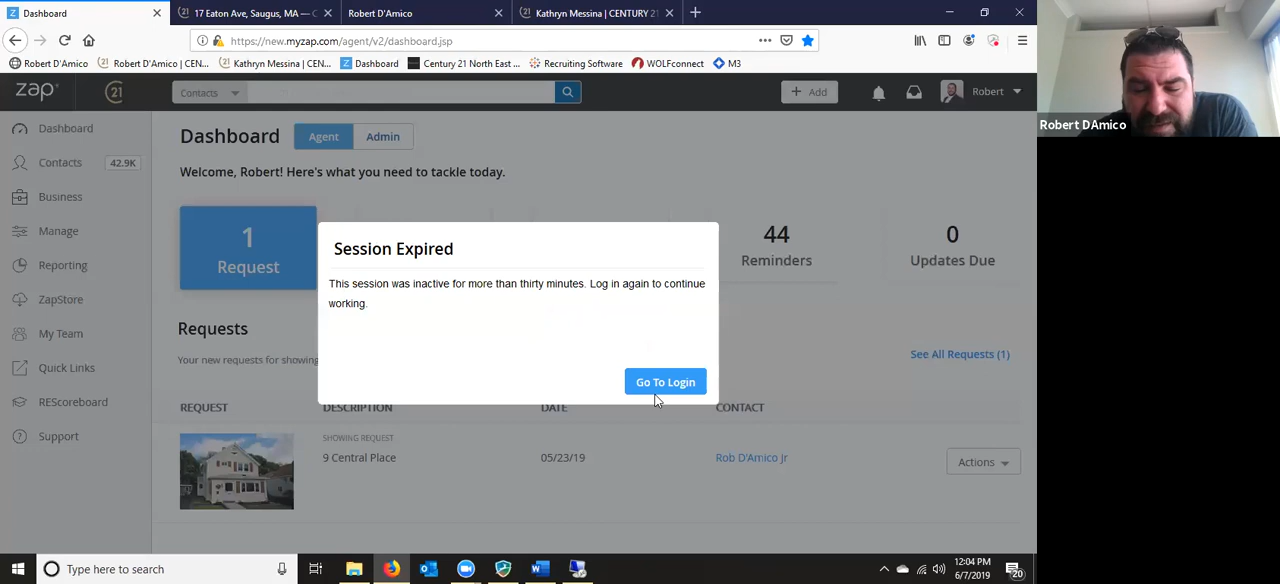 Dashboard
17 Eaton Ave, Saugus, MA — C
Robert D'Amico
Kathryn Messina | CENTURY 21
https://new.myzap.com/agent/v2/dashboard.jsp
Robert D'Amico
Robert D'Amico | CEN...
Kathryn Messina | CEN...
Dashboard
Century 21 North East ...
Recruiting Software
WOLFconnect
M3
zap
21
Contacts
+ Add
Robert
Dashboard
Contacts
42.9K
Business
Manage
Reporting
ZapStore
My Team
Quick Links
REScoreboard
Support
Dashboard
Agent
Admin
Welcome, Robert! Here's what you need to tackle today.
1
Request
44
Reminders
0
Updates Due
Session Expired
This session was inactive for more than thirty minutes. Log in again to continue
working.
Go To Login
Requests
Your new requests for showing
See All Requests (1)
REQUEST
DESCRIPTION
DATE
CONTACT
SHOWING REQUEST
9 Central Place
05/23/19
Rob D'Amico Jr
Actions
Robert DAmico
Type here to search
12:04 PM
6/7/2019
20